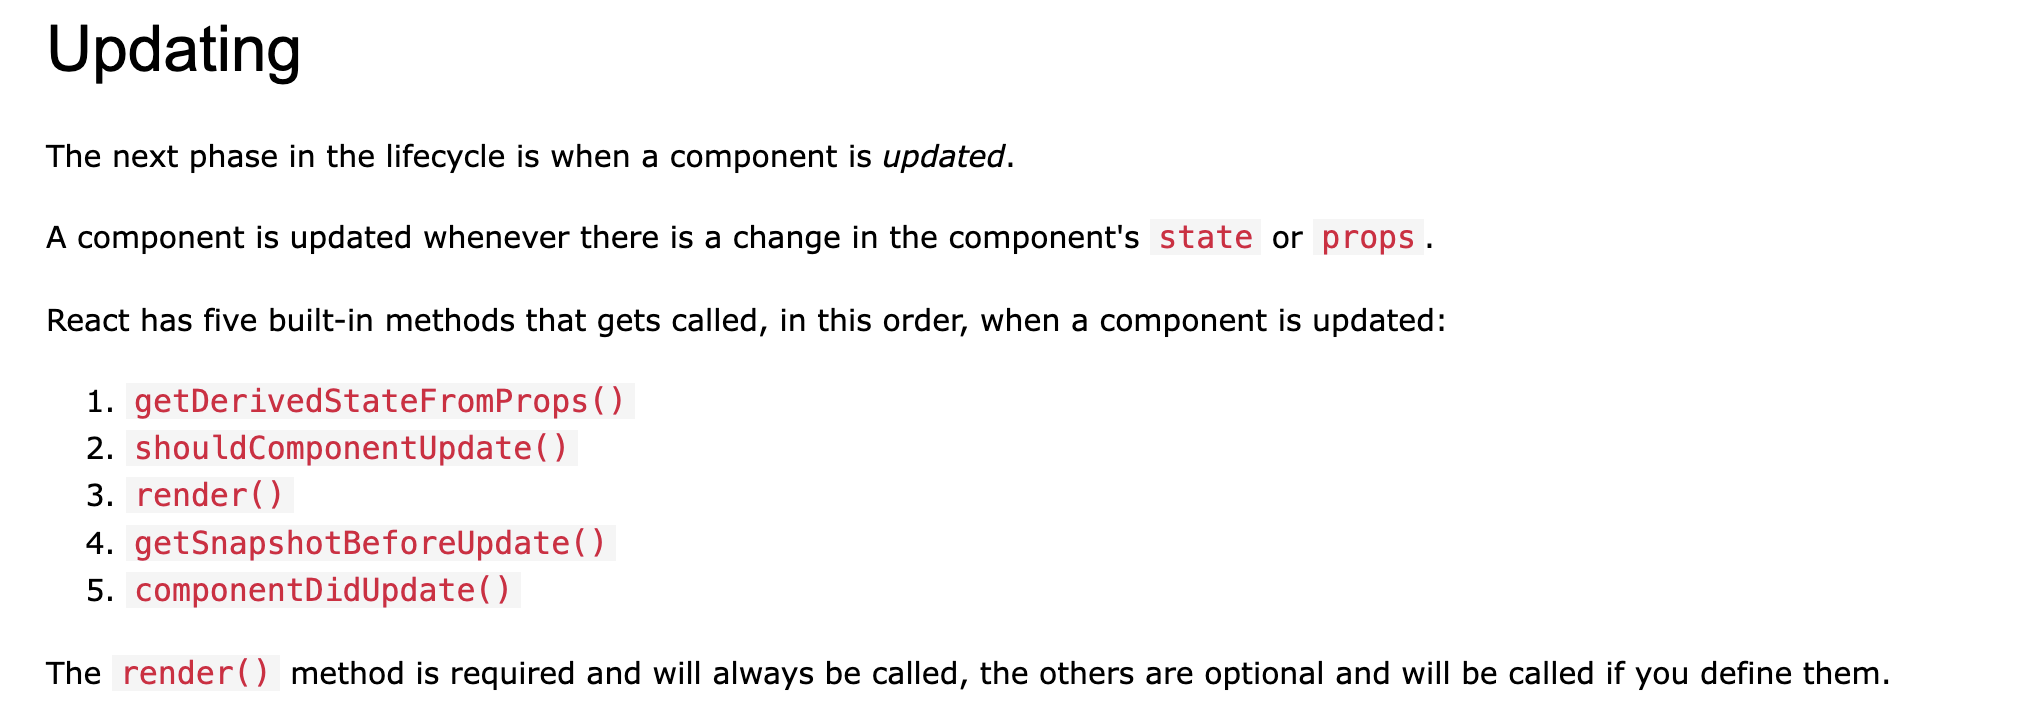 Updating
The next phase in the lifecycle is when a component is updated.
A component is updated whenever there is a change in the component's state or props.
React has five built-in methods that gets called, in this order, when a component is updated:
1. getDerivedStateFromProps()
2. shouldComponentUpdate()
3. render()
4. getSnapshotBeforeUpdate()
5. componentDidUpdate()
The render() method is required and will always be called, the others are optional and will be called if you define them.